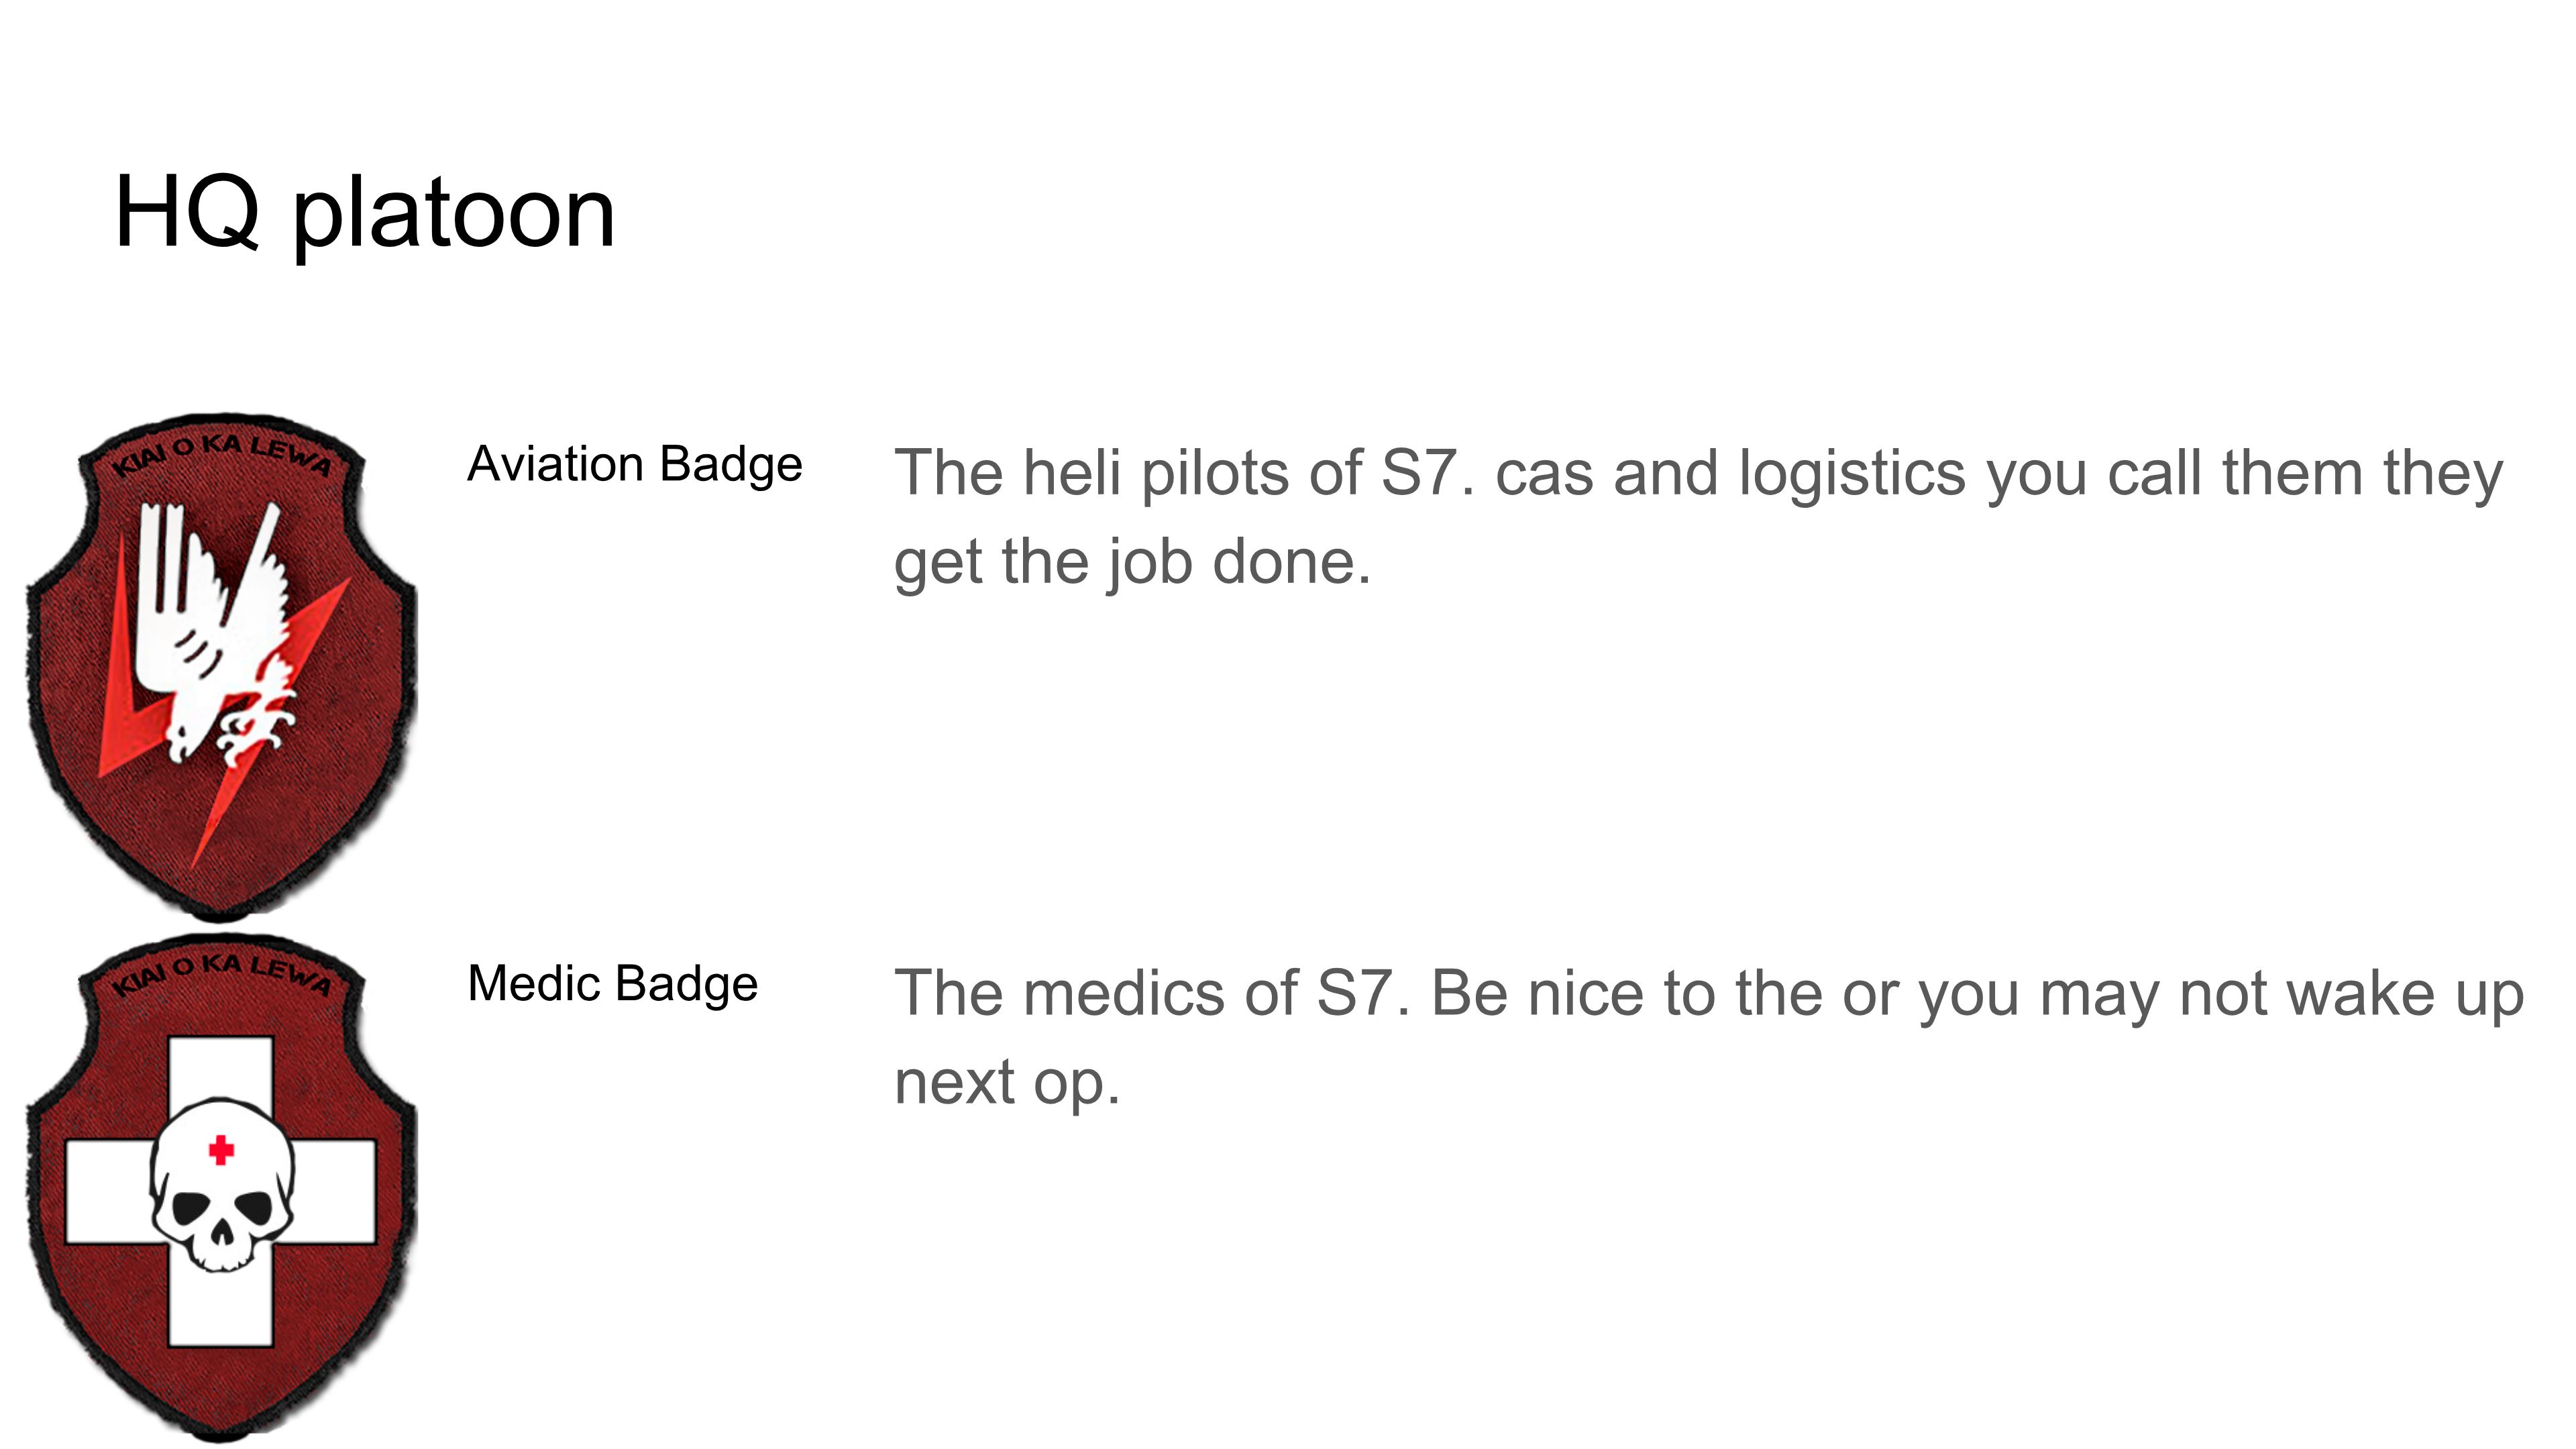 HQ platoon
KIAI O KA LEWA
Aviation Badge
The heli pilots of S7. cas and logistics you call them they
get the job done.
KIAI O KA LEWA
Medic Badge
The medics of S7. Be nice to the or you may not wake up
next op.